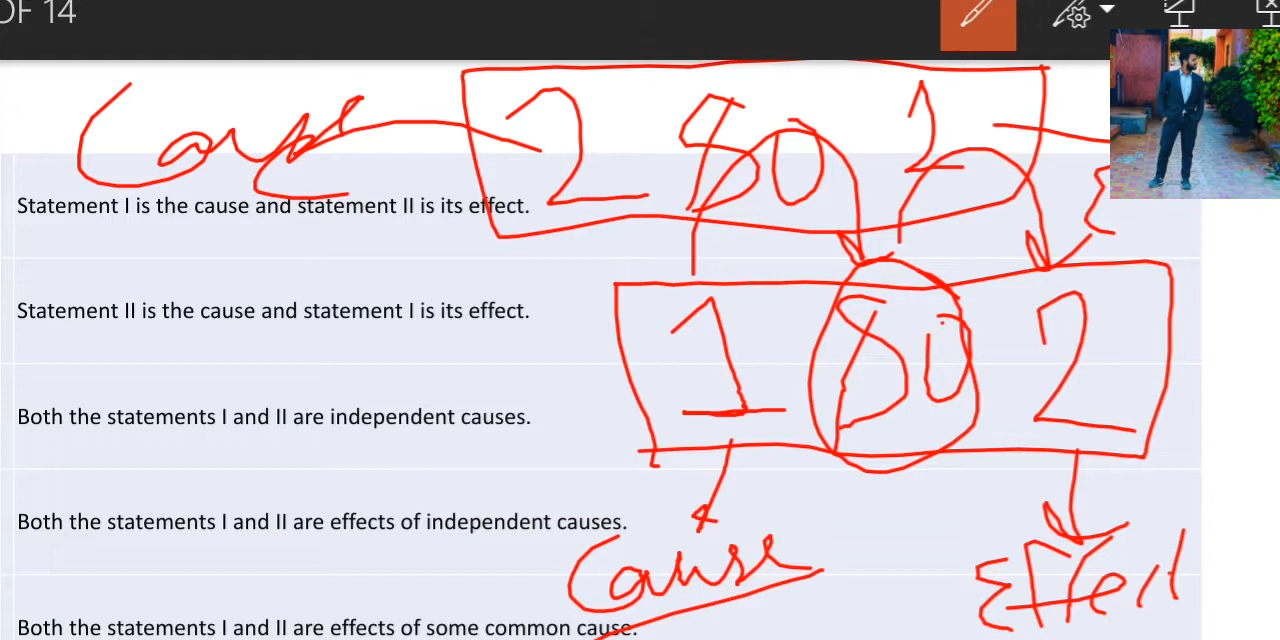 OF 14
Cause 2 SO 1
Statement I is the cause and statement II is its effect.
Statement II is the cause and statement I is its effect.
1 SO 2
Both the statements I and II are independent causes.
Both the statements I and II are effects of independent causes.
Cause Effect
Both the statements I and II are effects of some common cause.